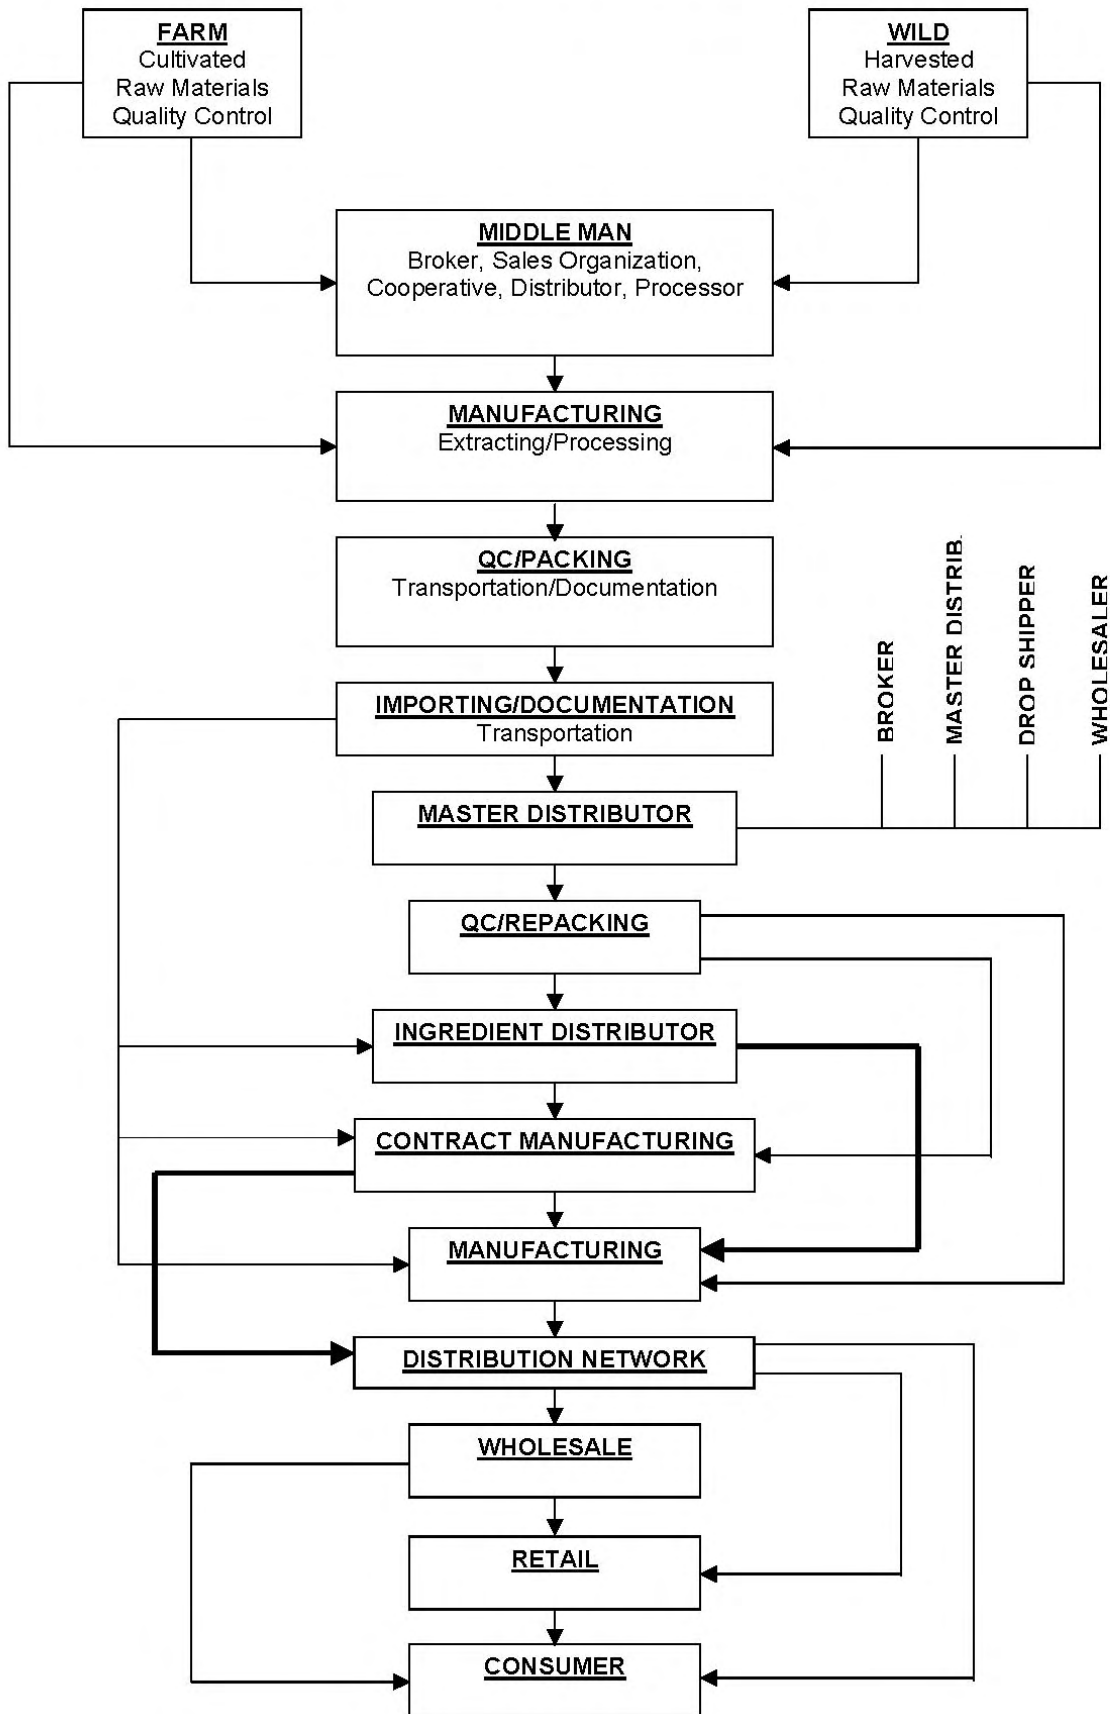 FARM
Cultivated
Raw Materials
Quality Control
WILD
Harvested
Raw Materials
Quality Control
MIDDLE MAN
Broker, Sales Organization,
Cooperative, Distributor, Processor
MANUFACTURING
Extracting/Processing
QC/PACKING
Transportation/Documentation
IMPORTING/DOCUMENTATION
Transportation
BROKER
MASTER DISTRIB.
DROP SHIPPER
WHOLESALER
MASTER DISTRIBUTOR
QC/REPACKING
INGREDIENT DISTRIBUTOR
CONTRACT MANUFACTURING
MANUFACTURING
DISTRIBUTION NETWORK
WHOLESALE
RETAIL
CONSUMER